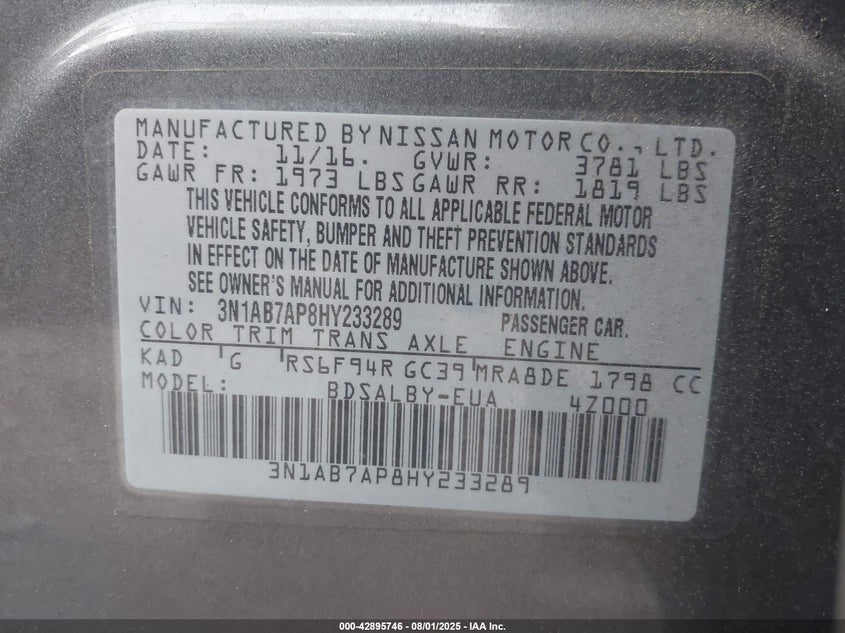 MANUFACTURED BY NISSAN MOTOR CO., LTD.
DATE: 11/16. GVWR: 3781 LBS
GAWR FR: 1973 LBS GAWR RR: 1819 LBS
THIS VEHICLE CONFORMS TO ALL APPLICABLE FEDERAL MOTOR
VEHICLE SAFETY, BUMPER AND THEFT PREVENTION STANDARDS
IN EFFECT ON THE DATE OF MANUFACTURE SHOWN ABOVE.
SEE OWNER'S MANUAL FOR ADDITIONAL INFORMATION.
VIN: 3N1AB7AP8HY233289 PASSENGER CAR.
COLOR TRIM TRANS AXLE ENGINE
KAD G RS6F94R GC39 MRA8DE 1798 CC
MODEL: BDSALBY-EUA 4Z000
3N1AB7AP8HY233289
000-42895746 - 08/01/2025 - IAA Inc.